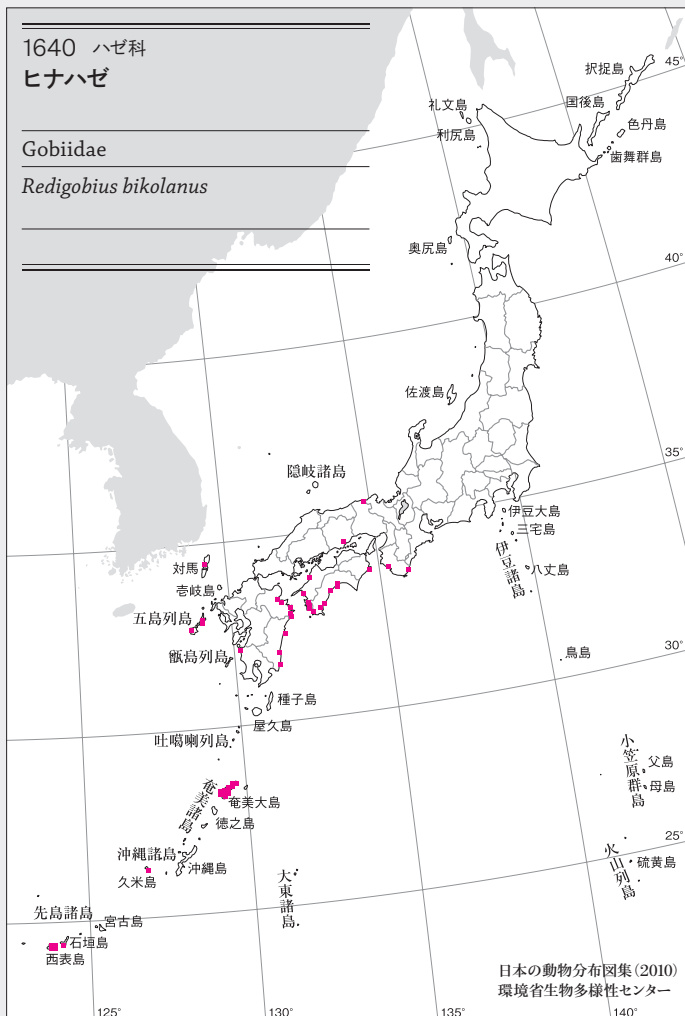 1640 ハゼ科
ヒナハゼ
Gobiidae
Redigobius bikolanus
択捉島
45°
国後島
礼文島
色丹島
利尻島
歯舞群島
奥尻島
40°
佐渡島
35°
隠岐諸島
伊豆大島
三宅島
対馬
伊豆諸島
八丈島
壱岐島
五島列島
甑島列島
鳥島
30°
種子島
屋久島
吐噶喇列島
小笠原群島
父島
母島
奄美諸島
奄美大島
徳之島
25°
沖縄諸島
沖縄島
火山列島
硫黄島
久米島
大東諸島
先島諸島
宮古島
石垣島
西表島
日本の動物分布図集(2010)
環境省生物多様性センター
125°
130°
135°
140°